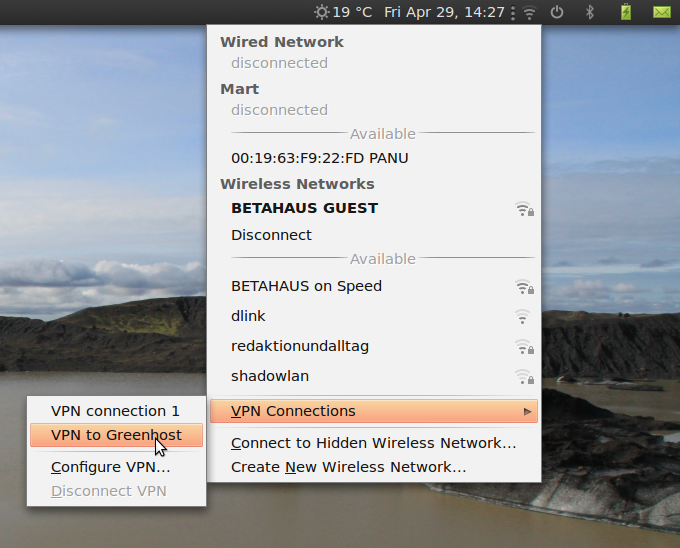 19 °C Fri Apr 29, 14:27
Wired Network
disconnected
Mart
disconnected
Available
00:19:63:F9:22:FD PANU
Wireless Networks
BETAHAUS GUEST
Disconnect
Available
BETAHAUS on Speed
dlink
redaktionundalltag
shadowlan
VPN Connections
Connect to Hidden Wireless Network...
Create New Wireless Network...
VPN connection 1
VPN to Greenhost
Configure VPN...
Disconnect VPN